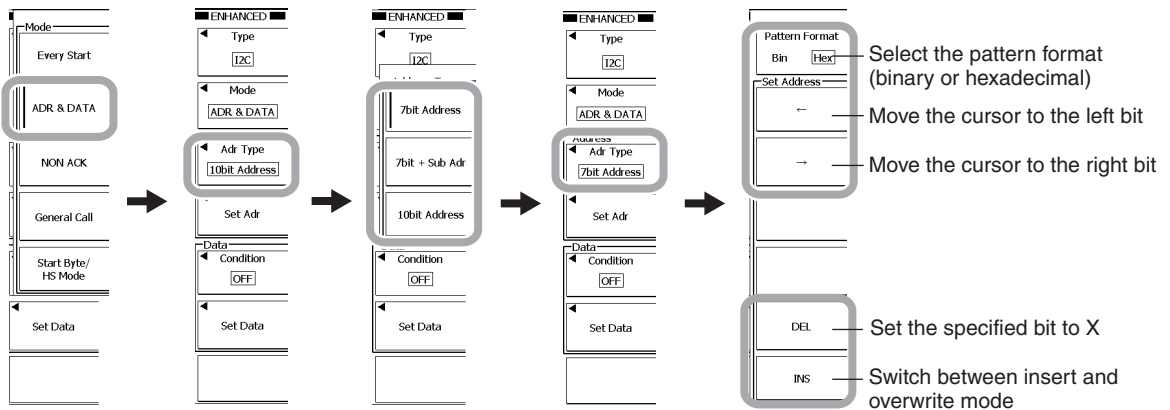 Mode
Every Start
ADR & DATA
NON ACK
General Call
Start Byte/
HS Mode
Set Data
ENHANCED
Type
I2C
Mode
ADR & DATA
Adr Type
10bit Address
Set Adr
Data
Condition
OFF
Set Data
ENHANCED
Type
I2C
7bit Address
7bit + Sub Adr
10bit Address
Condition
OFF
Set Data
ENHANCED
Type
I2C
Mode
ADR & DATA
Address
Adr Type
7bit Address
Set Adr
Data
Condition
OFF
Set Data
Pattern Format
Bin Hex
Set Address
←
→
DEL
INS
Select the pattern format
(binary or hexadecimal)
Move the cursor to the left bit
Move the cursor to the right bit
Set the specified bit to X
Switch between insert and
overwrite mode